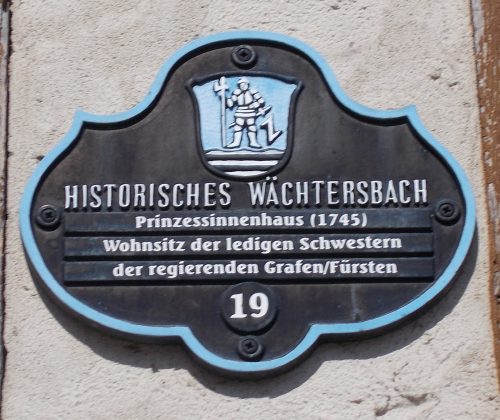 HISTORISCHES WÄCHTERSBACH
Prinzessinnenhaus (1745)
Wohnsitz der ledigen Schwestern
der regierenden Grafen/Fürsten
19